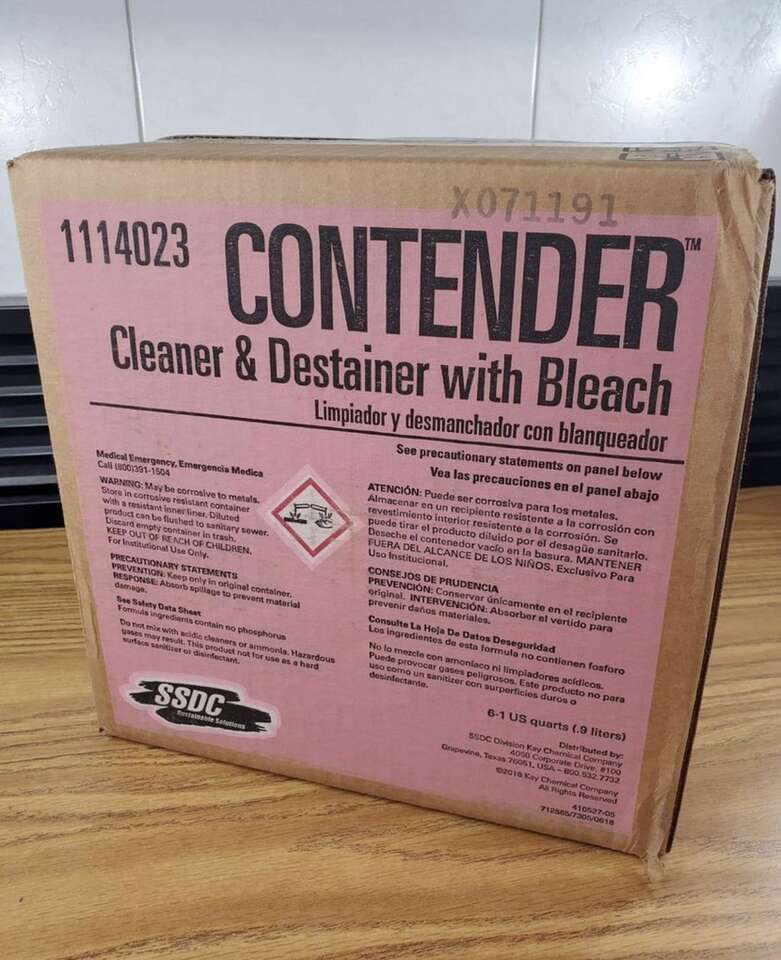 X071191
1114023 CONTENDER™
Cleaner & Destainer with Bleach
Limpiador y desmanchador con blanqueador
See precautionary statements on panel below
Vea las precauciones en el panel abajo
Medical Emergency, Emergencia Medica
Call (800)391-1504
WARNING: May be corrosive to metals.
Store in corrosive resistant container
with a resistant inner liner. Diluted
product can be flushed to sanitary sewer.
Discard empty container in trash.
KEEP OUT OF REACH OF CHILDREN.
For Institutional Use Only.
PRECAUTIONARY STATEMENTS
PREVENTION: Keep only in original container.
RESPONSE: Absorb spillage to prevent material
damage.
See Safety Data Sheet
Formula ingredients contain no phosphorus
Do not mix with acidic cleaners or ammonia. Hazardous
gases may result. This product not for use as a hard
surface sanitizer or disinfectant.
ATENCIÓN: Puede ser corrosiva para los metales.
Almacenar en un recipiente resistente a la corrosión con
revestimiento interior resistente a la corrosión. Se
puede tirar el producto diluido por el desagüe sanitario.
Deseche el contenedor vacío en la basura. MANTENER
FUERA DEL ALCANCE DE LOS NIÑOS. Exclusivo Para
Uso Institucional.
CONSEJOS DE PRUDENCIA
PREVENCIÓN: Conservar únicamente en el recipiente
original. INTERVENCIÓN: Absorber el vertido para
prevenir daños materiales.
Consulte La Hoja De Datos Deseguridad
Los ingredientes de esta formula no contienen fosforo
No lo mezcle con amoníaco ni limpiadores acídicos.
Puede provocar gases peligrosos. Este producto no para
uso como un sanitizer con surperficies duros o
desinfectante.
SSDC
Sustainable Solutions
6-1 US quarts (.9 liters)
Distributed by:
SSDC Division Kay Chemical Company
4050 Corporate Drive, #100
Grapevine, Texas 76051, USA – 800.532.7732
©2018 Kay Chemical Company
All Rights Reserved
410527-05
712565/7305/0618